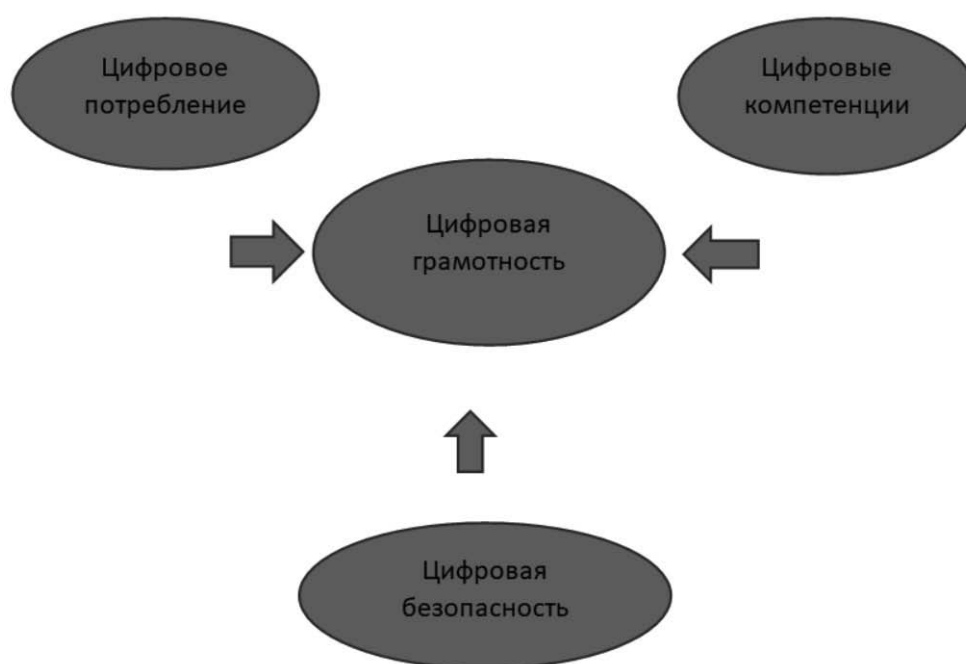 Цифровое
потребление
Цифровые
компетенции
Цифровая
грамотность
Цифровая
безопасность